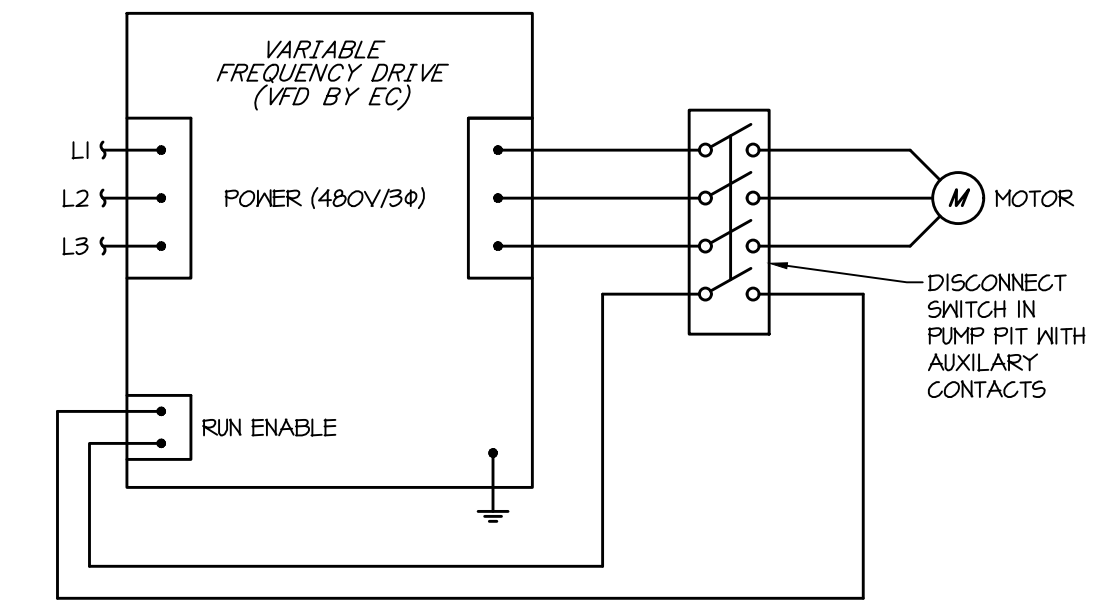 VARIABLE
FREQUENCY DRIVE
(VFD BY EC)
L1
L2
L3
POWER (480V/3Φ)
M
MOTOR
DISCONNECT
SWITCH IN
PUMP PIT WITH
AUXILARY
CONTACTS
RUN ENABLE